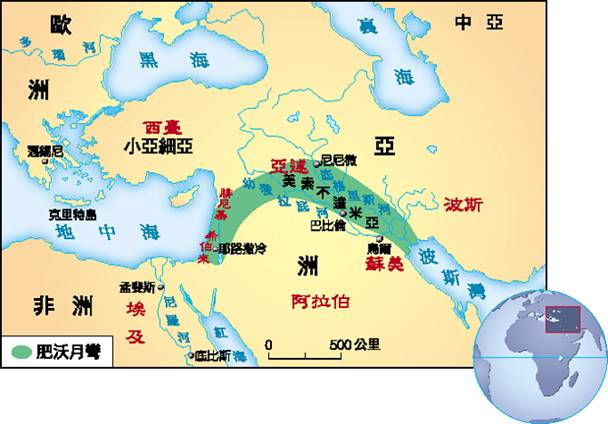 歐洲
多瑙河
黑海
裏海
中亞
西臺
小亞細亞
邁錫尼
亞洲
亞述
尼尼微
美索不達米亞
底格里斯河
幼發拉底河
腓尼基
克里特島
地中海
希伯來
耶路撒冷
巴比倫
烏爾
蘇美
波斯
波斯灣
阿拉伯
非洲
孟斐斯
埃及
尼羅河
紅海
底比斯
0 500公里
肥沃月彎